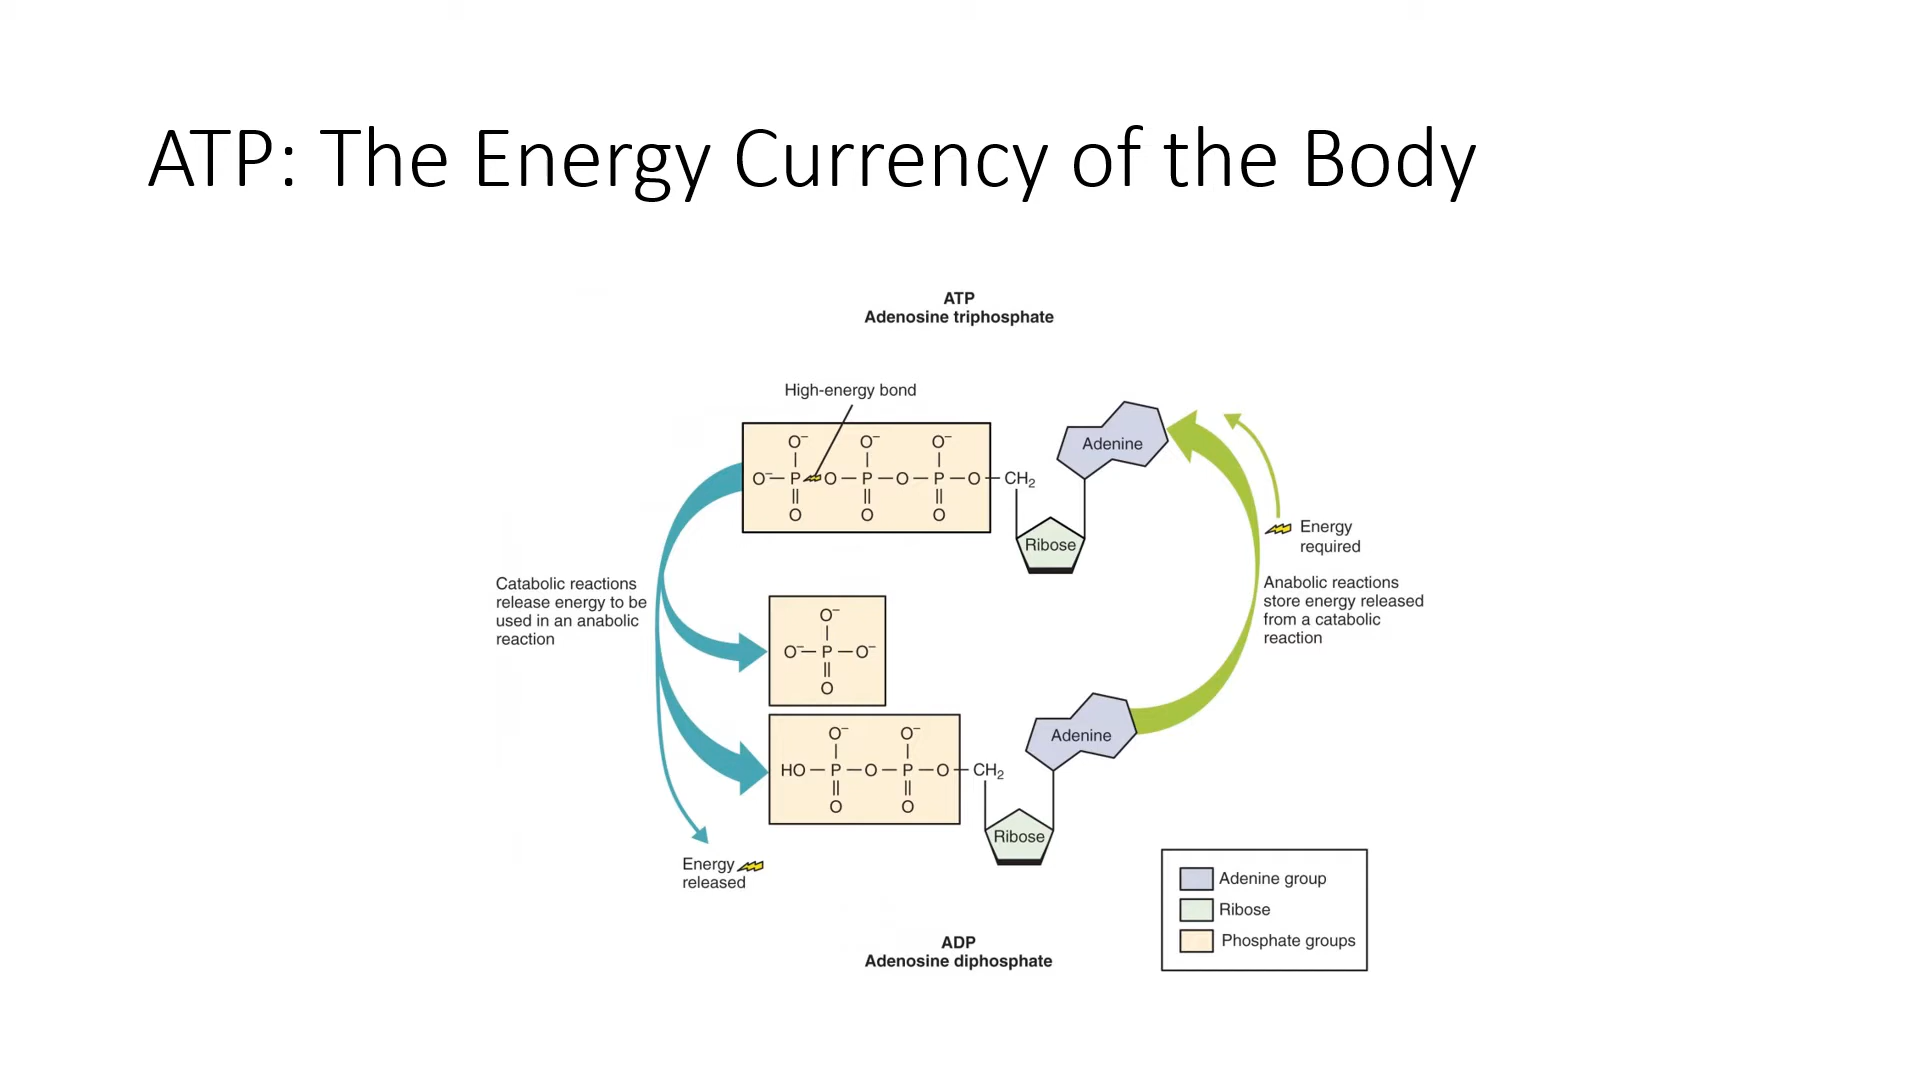 ATP: The Energy Currency of the Body
ATP
Adenosine triphosphate
High-energy bond
O⁻ O⁻ O⁻
O⁻ — P O — P — O — P — O — CH₂
O O O
Adenine
Ribose
Energy
required
Catabolic reactions
release energy to be
used in an anabolic
reaction
Anabolic reactions
store energy released
from a catabolic
reaction
O⁻
O⁻ — P — O⁻
O
O⁻ O⁻
HO — P — O — P — O — CH₂
O O
Adenine
Ribose
Energy
released
ADP
Adenosine diphosphate
Adenine group
Ribose
Phosphate groups